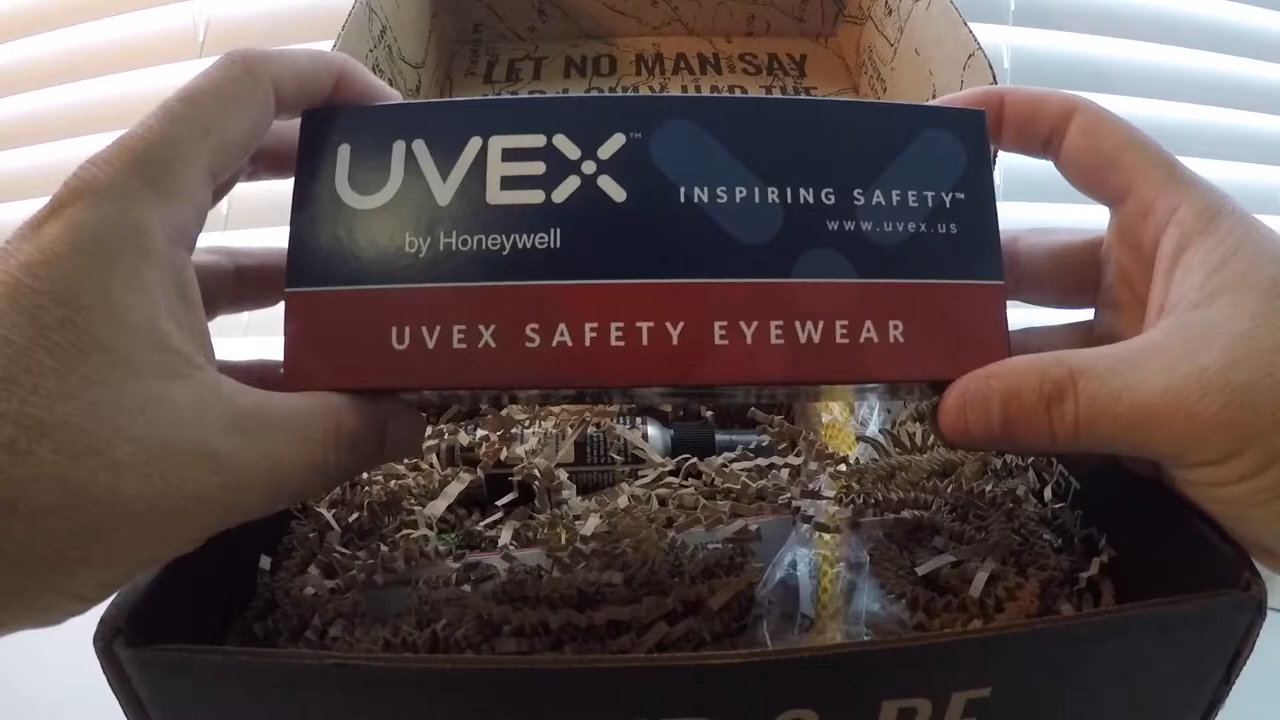 LET NO MAN SAY
UVEX™
by Honeywell
INSPIRING SAFETY™
www.uvex.us
UVEX SAFETY EYEWEAR